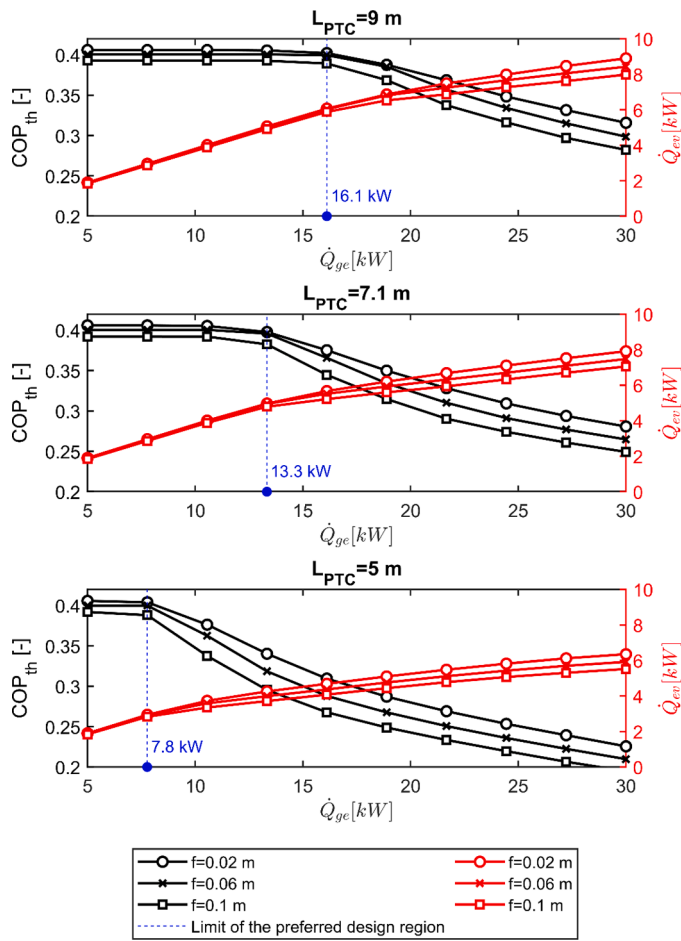 L_PTC=9 m
0.4
0.35
0.3
0.25
0.2
COP_th [-]
10
8
6
4
2
0
Q̇_ev[kW]
16.1 kW
5 10 15 20 25 30
Q̇_ge[kW]
L_PTC=7.1 m
0.4
0.35
0.3
0.25
0.2
COP_th [-]
10
8
6
4
2
0
Q̇_ev[kW]
13.3 kW
5 10 15 20 25 30
Q̇_ge[kW]
L_PTC=5 m
0.4
0.35
0.3
0.25
0.2
COP_th [-]
10
8
6
4
2
0
Q̇_ev[kW]
7.8 kW
5 10 15 20 25 30
Q̇_ge[kW]
f=0.02 m f=0.02 m
f=0.06 m f=0.06 m
f=0.1 m f=0.1 m
Limit of the preferred design region